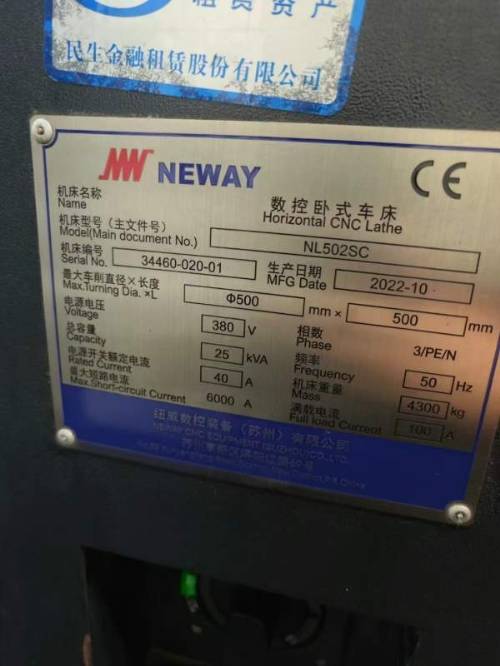 租赁资产
民生金融租赁股份有限公司
NEWAY
CE
机床名称
Name
数控卧式车床
Horizontal CNC Lathe
机床型号（主文件号）
Model(Main document No.)
NL502SC
机床编号
Serial No.
34460-020-01
生产日期
MFG Date
2022-10
最大车削直径×长度
Max.Turning Dia. ×L
Φ500
mm ×
500
mm
电源电压
Voltage
380 V
相数
Phase
3/PE/N
总容量
Capacity
25 kVA
频率
Frequency
50 Hz
电源开关额定电流
Rated Current
40 A
机床重量
Mass
4300 kg
最大短路电流
Max.Short-circuit Current
6000 A
满载电流
Full load Current
100 A
纽威数控装备（苏州）有限公司
NEWAY CNC EQUIPMENT (SUZHOU) CO., LTD.